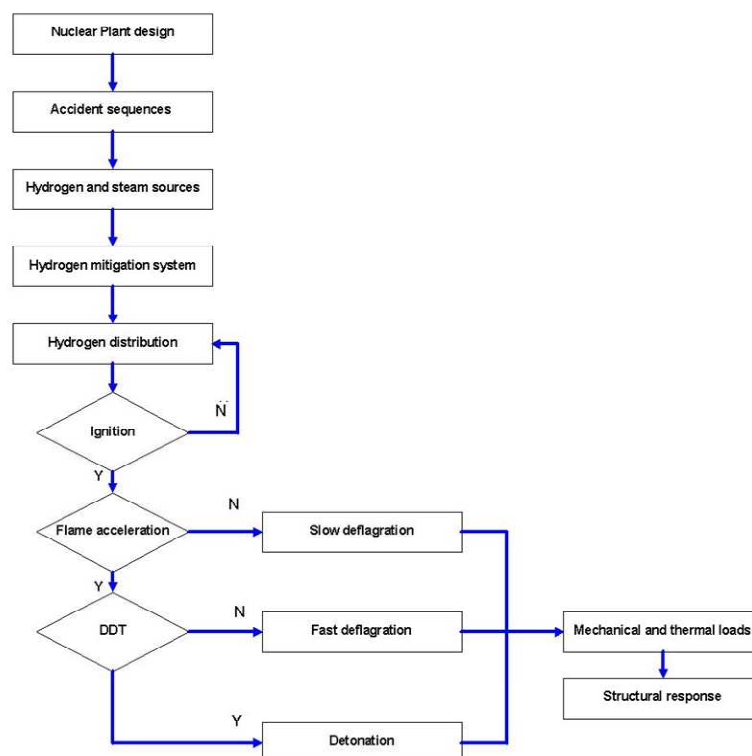 Nuclear Plant design
Accident sequences
Hydrogen and steam sources
Hydrogen mitigation system
Hydrogen distribution
N
Ignition
Y
N
Flame acceleration
Slow deflagration
Y
N
DDT
Fast deflagration
Mechanical and thermal loads
Structural response
Y
Detonation